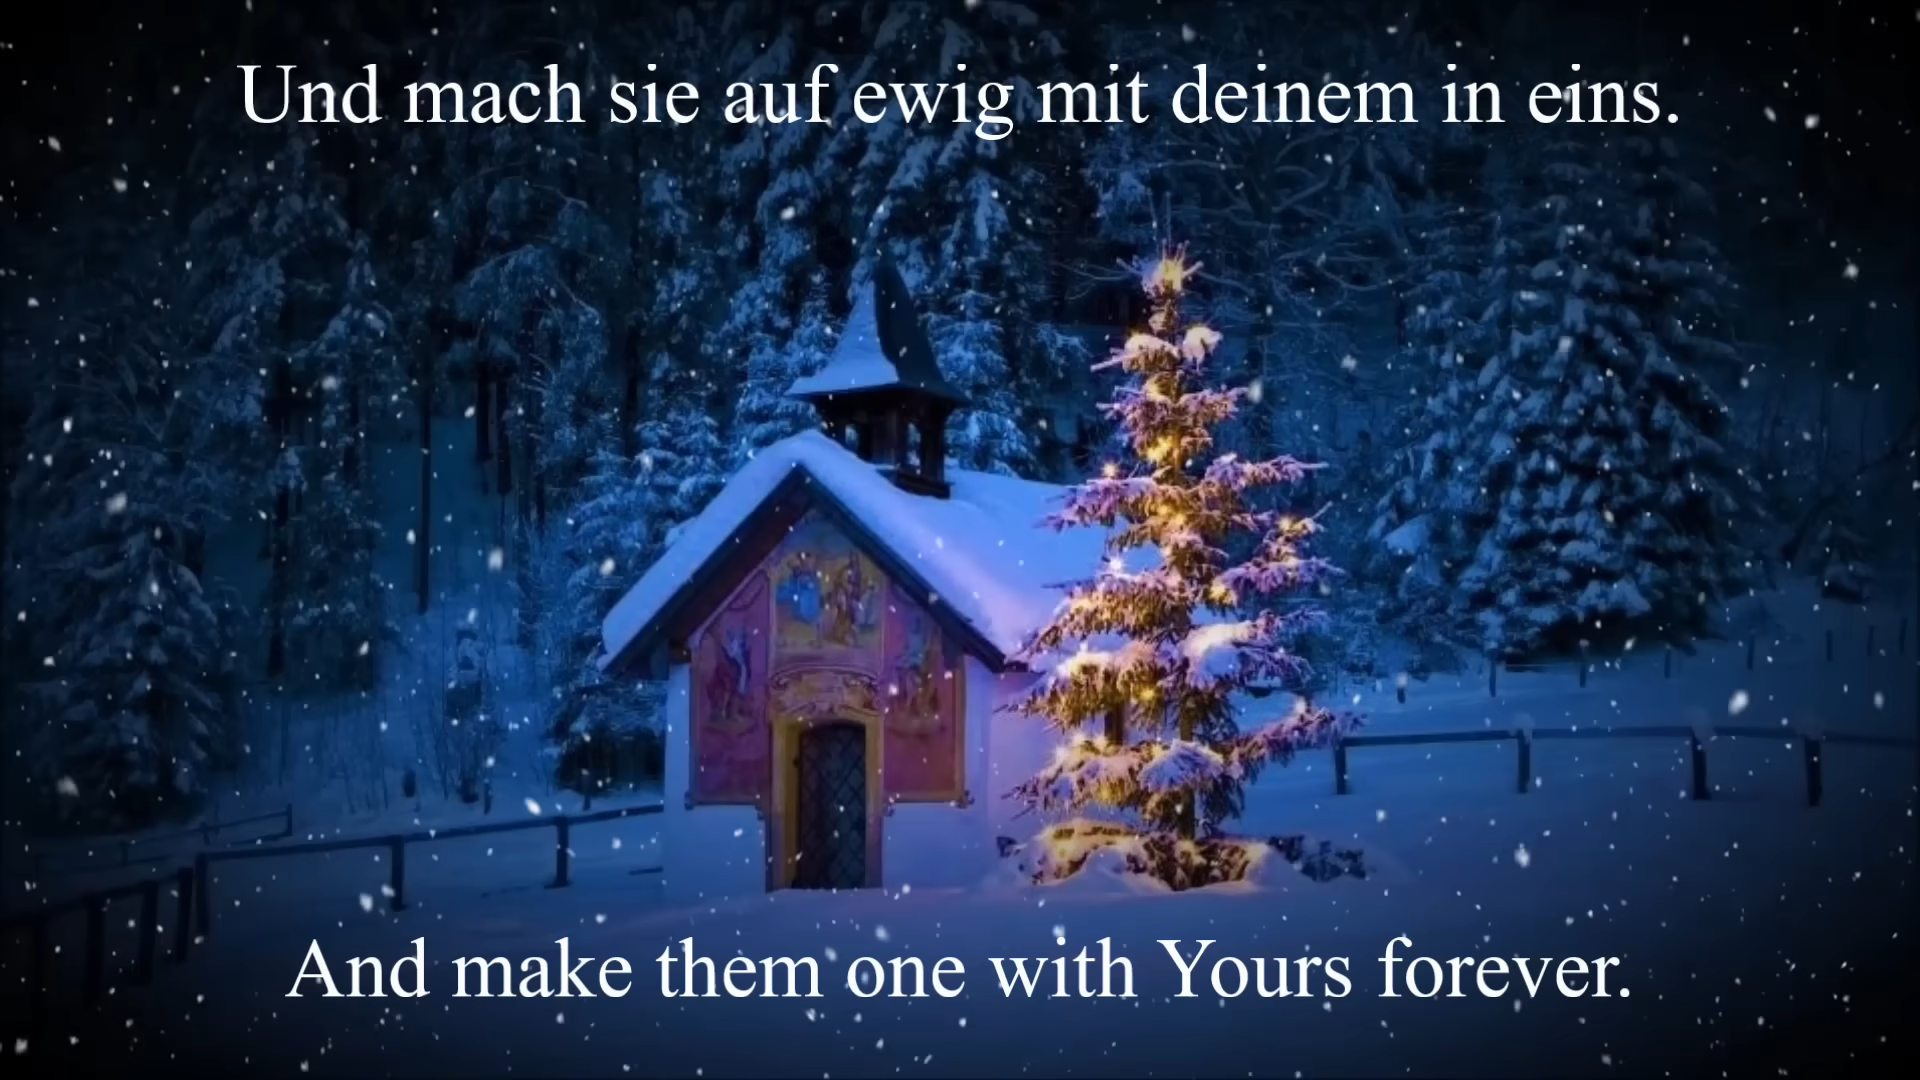 Und mach sie auf ewig mit deinem in eins.
And make them one with Yours forever.